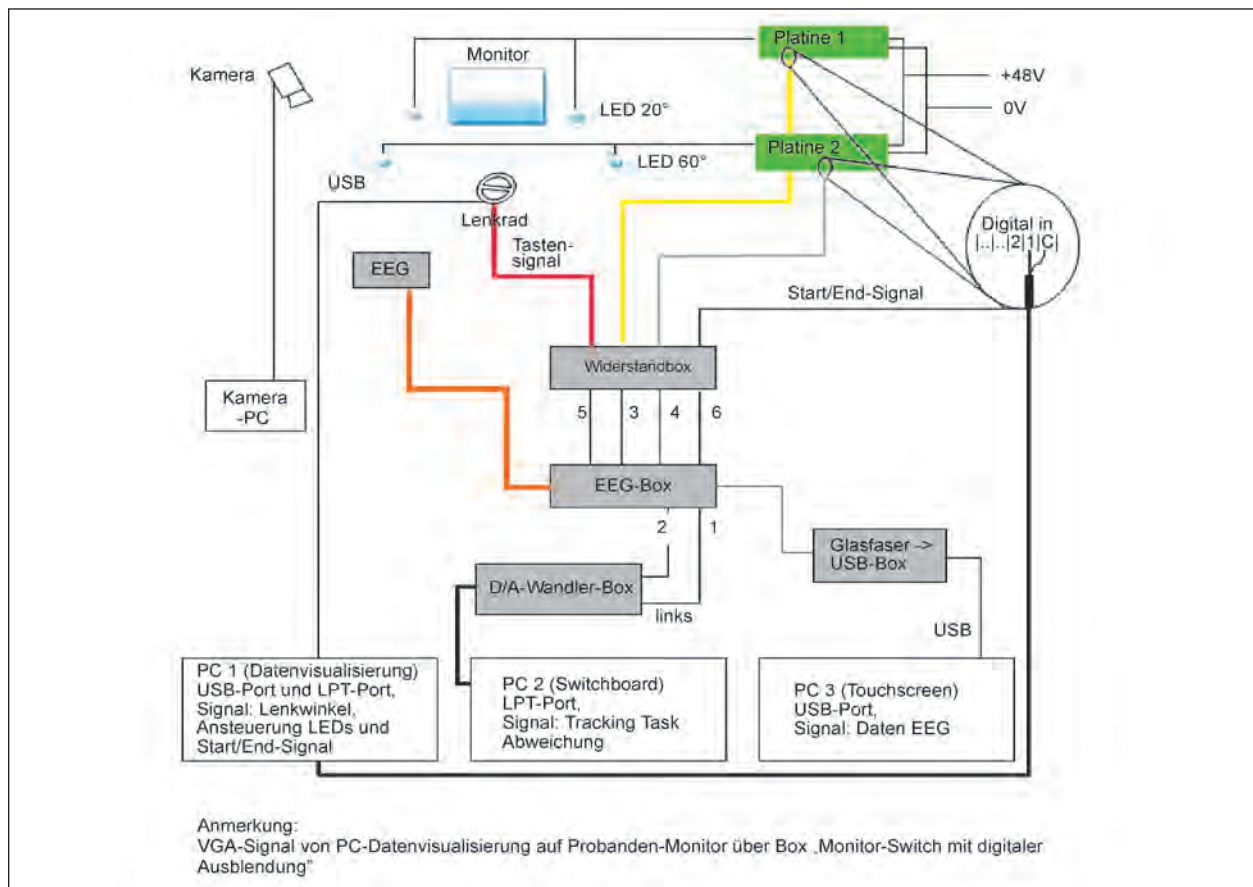 Platine 1
Monitor
Kamera
+48V
LED 20°
0V
Platine 2
LED 60°
USB
Lenkrad
Digital in
|..|..|2|1|C|
Tasten-
signal
EEG
Start/End-Signal
Widerstandbox
Kamera
-PC
5
3
4
6
EEG-Box
2
1
Glasfaser ->
USB-Box
D/A-Wandler-Box
links
USB
PC 1 (Datenvisualisierung)
USB-Port und LPT-Port,
Signal: Lenkwinkel,
Ansteuerung LEDs und
Start/End-Signal
PC 2 (Switchboard)
LPT-Port,
Signal: Tracking Task
Abweichung
PC 3 (Touchscreen)
USB-Port,
Signal: Daten EEG
Anmerkung:
VGA-Signal von PC-Datenvisualisierung auf Probanden-Monitor über Box „Monitor-Switch mit digitaler
Ausblendung"